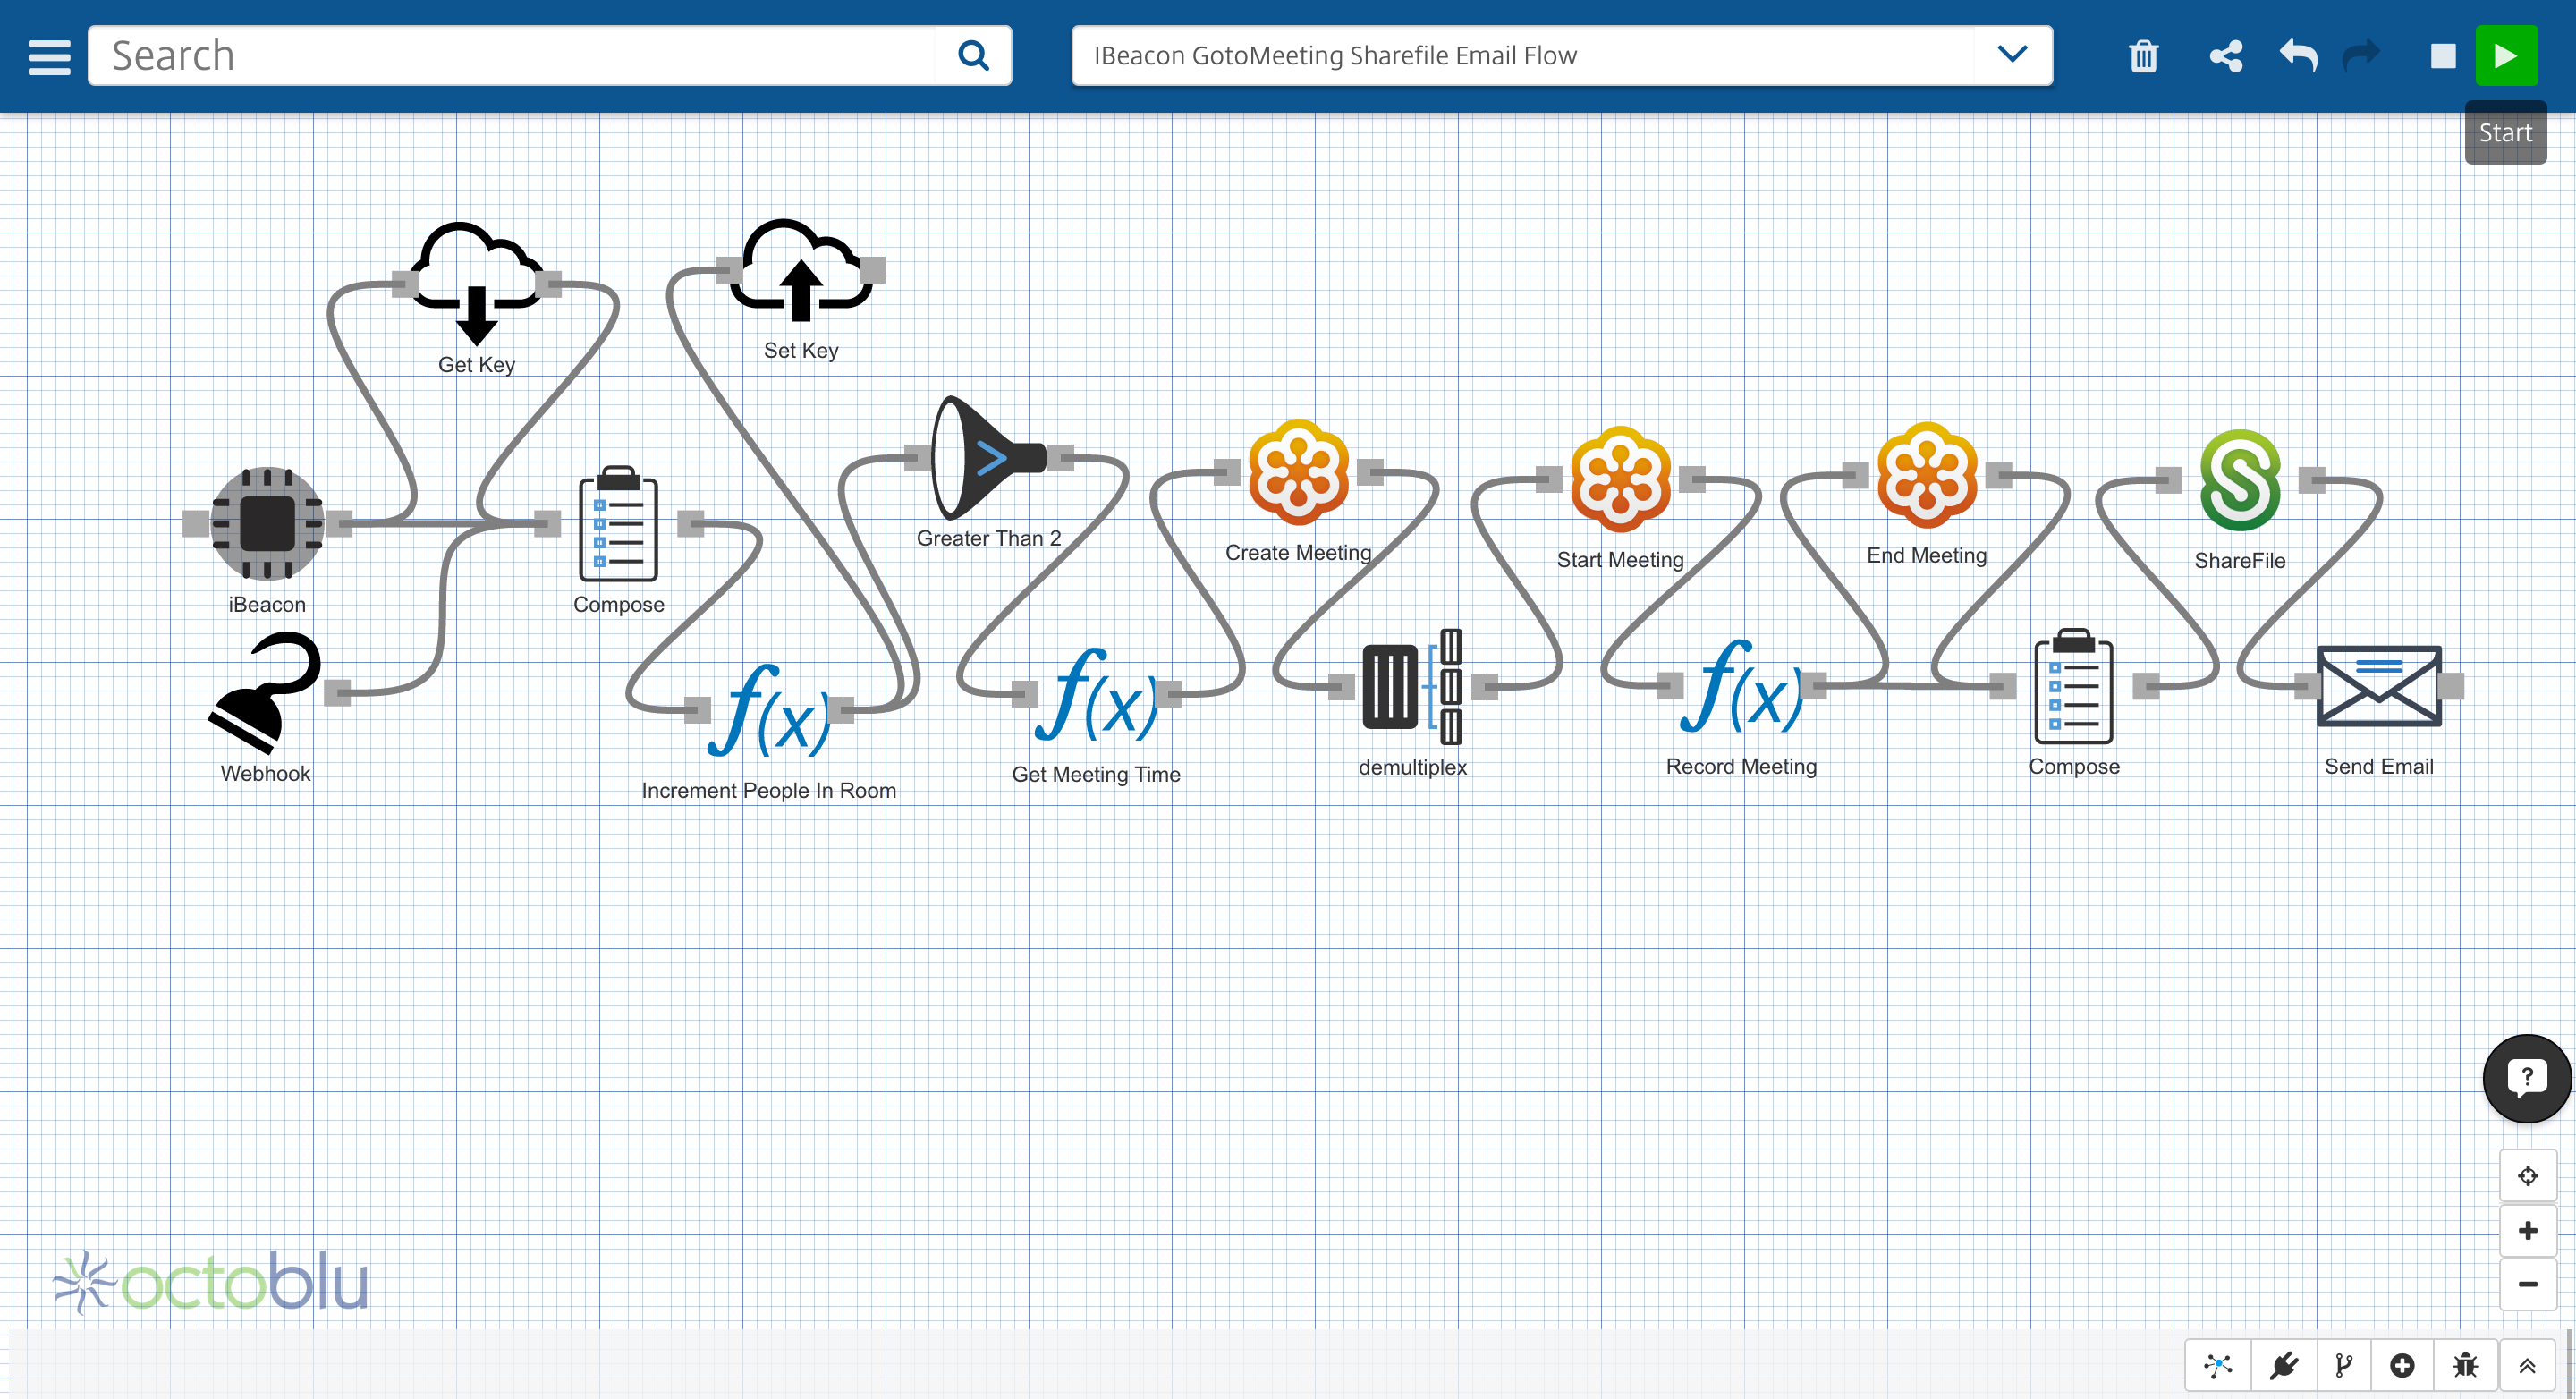 Search
IBeacon GotoMeeting Sharefile Email Flow
Start
Get Key
Set Key
Greater Than 2
Create Meeting
Start Meeting
End Meeting
ShareFile
iBeacon
Compose
Webhook
Increment People In Room
f(x)
Get Meeting Time
f(x)
demultiplex
Record Meeting
f(x)
Compose
Send Email
octoblu